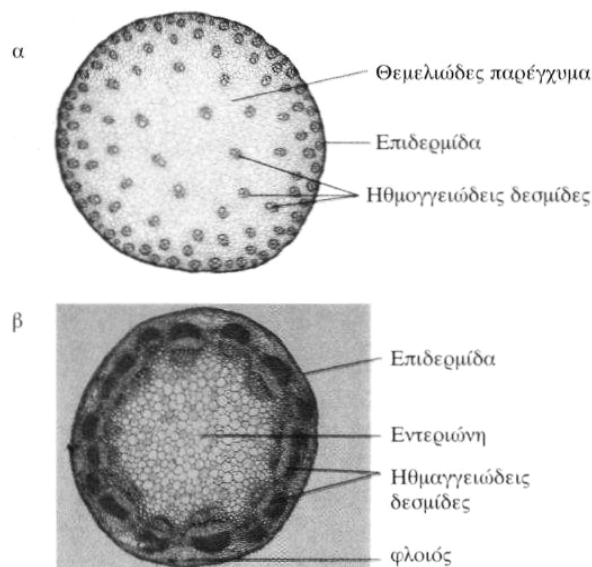 α
Θεμελιώδες παρέγχυμα
Επιδερμίδα
Ηθμογγειώδεις δεσμίδες
β
Επιδερμίδα
Εντεριώνη
Ηθμαγγειώδεις
δεσμίδες
φλοιός